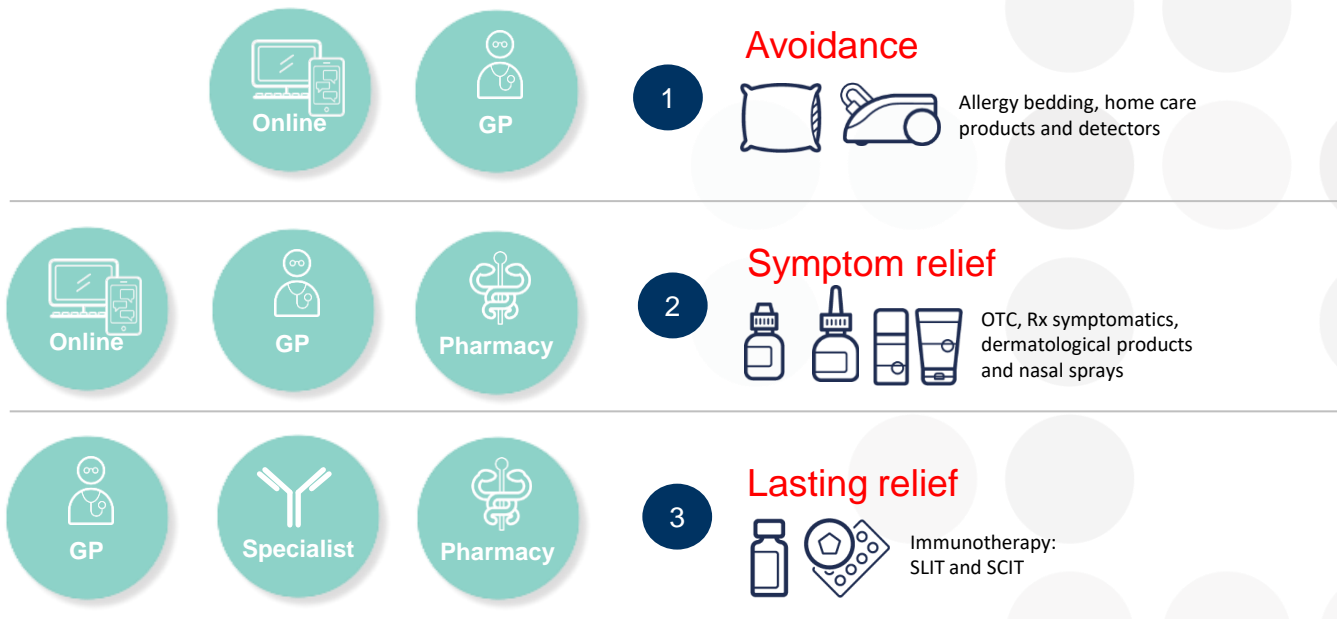 Online
GP
1
Avoidance
Allergy bedding, home care
products and detectors
Online
GP
Pharmacy
2
Symptom relief
OTC, Rx symptomatics,
dermatological products
and nasal sprays
GP
Specialist
Pharmacy
3
Lasting relief
Immunotherapy:
SLIT and SCIT